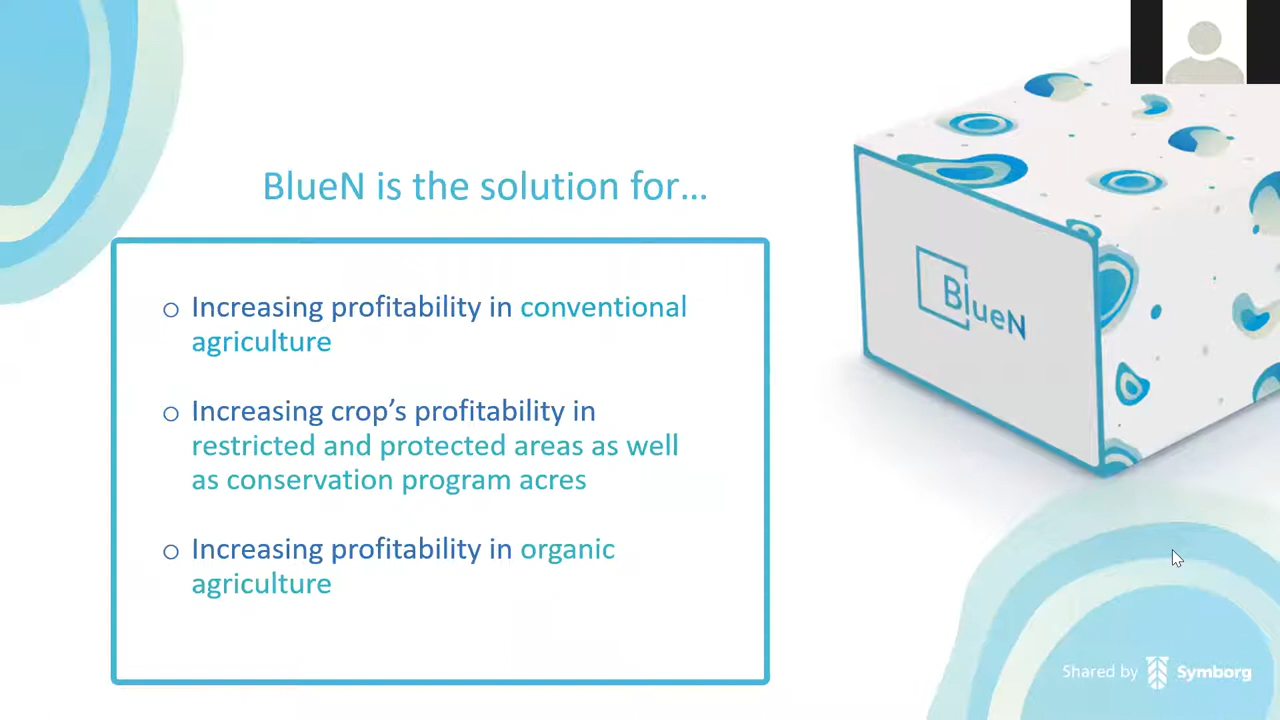 BlueN is the solution for…
o Increasing profitability in conventional
agriculture
o Increasing crop’s profitability in
restricted and protected areas as well
as conservation program acres
o Increasing profitability in organic
agriculture
BlueN
Shared by Symborg